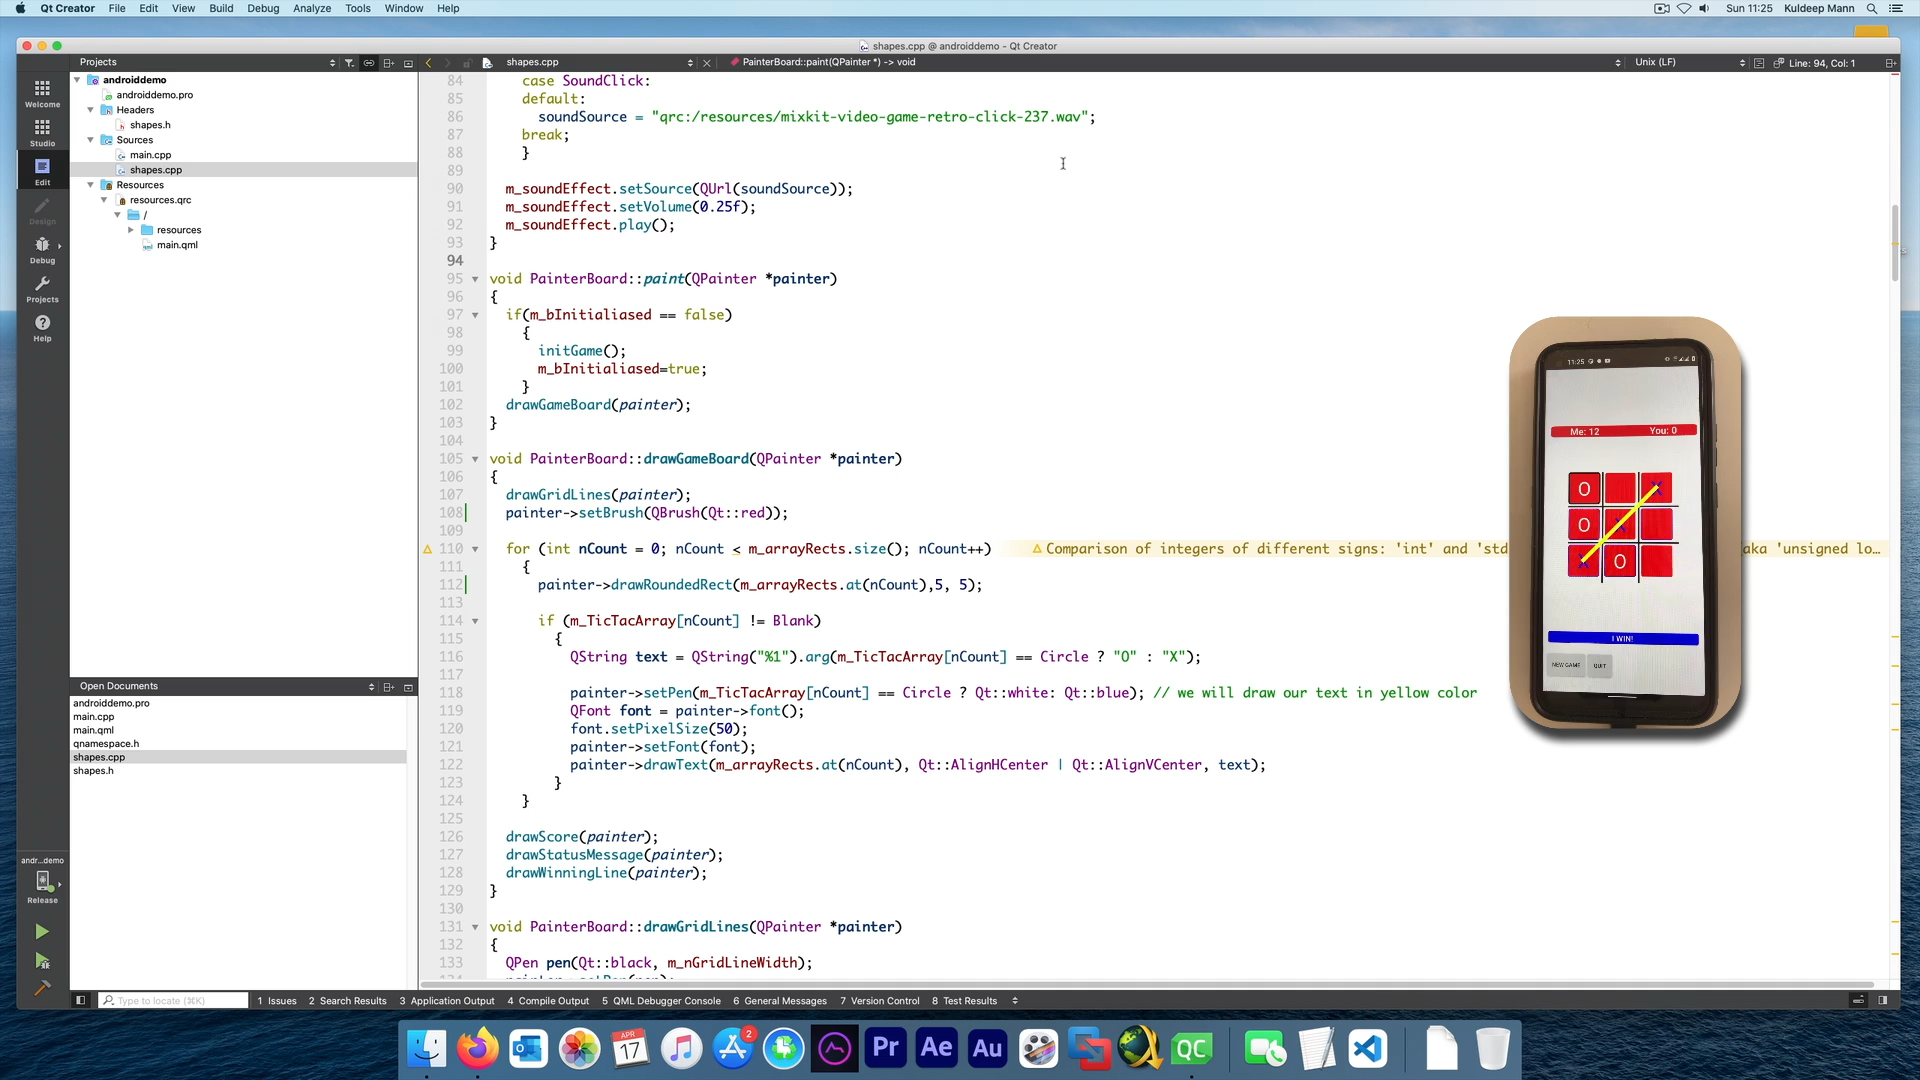 Qt Creator File Edit View Build Debug Analyze Tools Window Help Sun 11:25 Kuldeep Mann
shapes.cpp @ androiddemo - Qt Creator
Projects
shapes.cpp
PainterBoard::paint(QPainter *) -> void
Unix (LF)
Line: 94, Col: 1
Welcome
Studio
Edit
Design
Debug
Projects
Help
androiddemo
androiddemo.pro
Headers
shapes.h
Sources
main.cpp
shapes.cpp
Resources
resources.qrc
/
resources
main.qml
84 case SoundClick:
85 default:
86 soundSource = "qrc:/resources/mixkit-video-game-retro-click-237.wav";
87 break;
88 }
89
90 m_soundEffect.setSource(QUrl(soundSource));
91 m_soundEffect.setVolume(0.25f);
92 m_soundEffect.play();
93 }
94
95 void PainterBoard::paint(QPainter *painter)
96 {
97 if(m_bInitialiased == false)
98 {
99 initGame();
100 m_bInitialiased=true;
101 }
102 drawGameBoard(painter);
103 }
104
105 void PainterBoard::drawGameBoard(QPainter *painter)
106 {
107 drawGridLines(painter);
108 painter->setBrush(QBrush(Qt::red));
109
110 for (int nCount = 0; nCount < m_arrayRects.size(); nCount++) Comparison of integers of different signs: 'int' and 'std aka 'unsigned lo…
111 {
112 painter->drawRoundedRect(m_arrayRects.at(nCount),5, 5);
113
114 if (m_TicTacArray[nCount] != Blank)
115 {
116 QString text = QString("%1").arg(m_TicTacArray[nCount] == Circle ? "O" : "X");
117
118 painter->setPen(m_TicTacArray[nCount] == Circle ? Qt::white: Qt::blue); // we will draw our text in yellow color
119 QFont font = painter->font();
120 font.setPixelSize(50);
121 painter->setFont(font);
122 painter->drawText(m_arrayRects.at(nCount), Qt::AlignHCenter | Qt::AlignVCenter, text);
123 }
124 }
125
126 drawScore(painter);
127 drawStatusMessage(painter);
128 drawWinningLine(painter);
129 }
130
131 void PainterBoard::drawGridLines(QPainter *painter)
132 {
133 QPen pen(Qt::black, m_nGridLineWidth);
11:25
Me: 12 You: 0
O X
O X
X O
I WIN!
NEW GAME QUIT
Open Documents
androiddemo.pro
main.cpp
main.qml
qnamespace.h
shapes.cpp
shapes.h
andr...demo
Release
Type to locate (⌘K)
1 Issues 2 Search Results 3 Application Output 4 Compile Output 5 QML Debugger Console 6 General Messages 7 Version Control 8 Test Results
APR
17
2
Pr
Ae
Au
QC